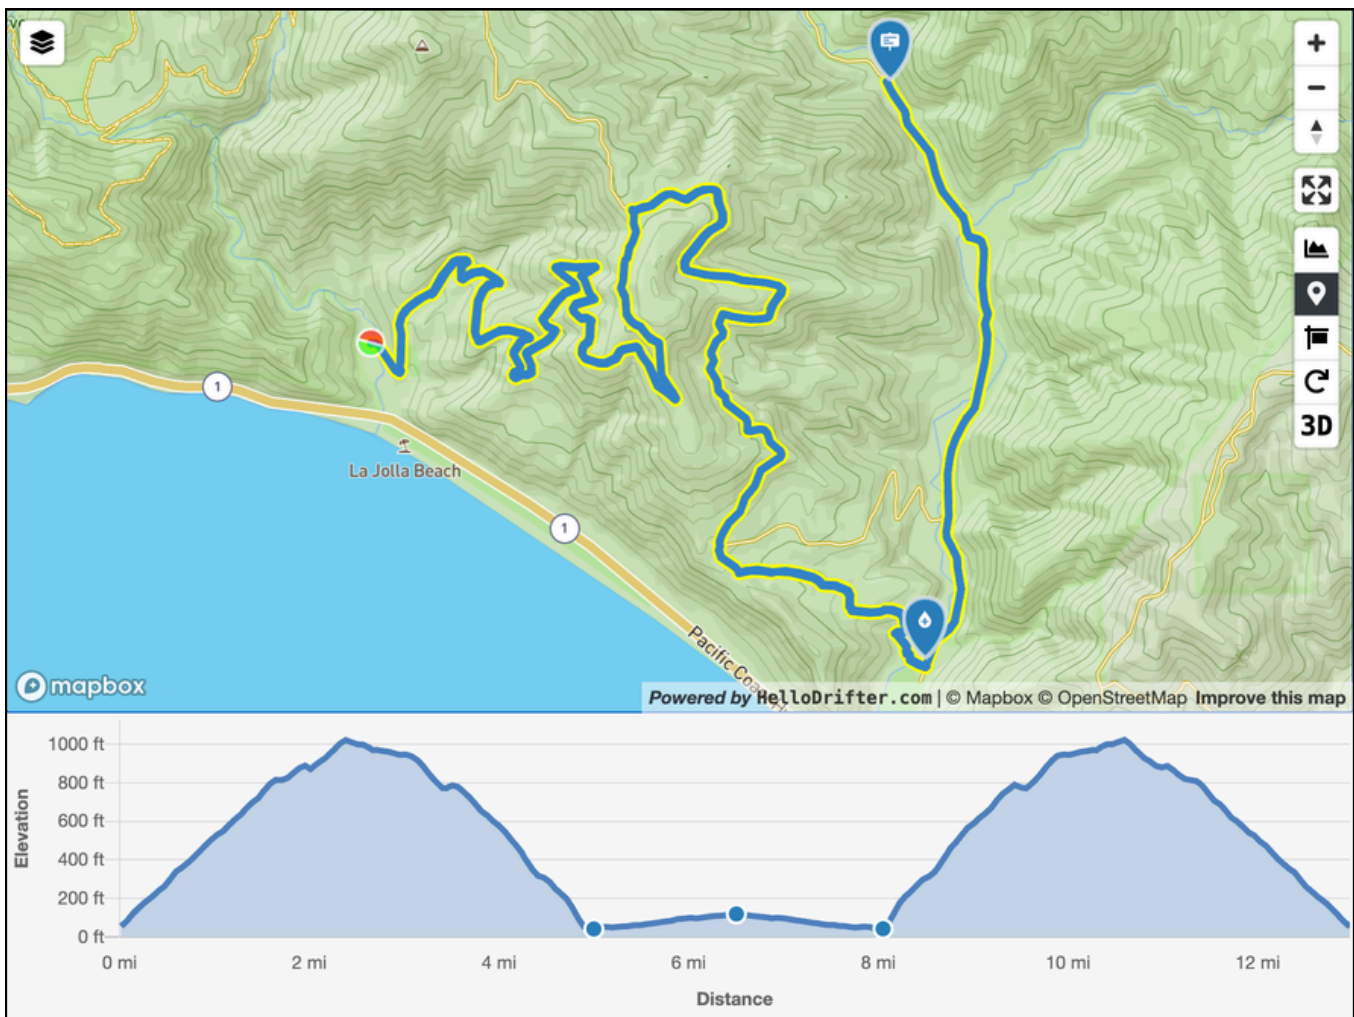 1
La Jolla Beach
1
3D
Pacific Coa
mapbox
Powered by HelloDrifter.com | © Mapbox © OpenStreetMap Improve this map
Elevation
1000 ft
800 ft
600 ft
400 ft
200 ft
0 ft
0 mi
2 mi
4 mi
6 mi
8 mi
10 mi
12 mi
Distance